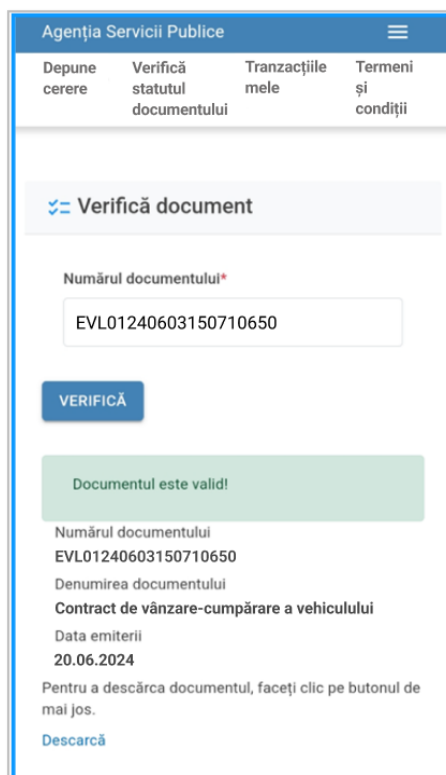 Agenția Servicii Publice
Depune cerere
Verifică statutul documentului
Tranzacțiile mele
Termeni și condiții
Verifică document
Numărul documentului*
EVL01240603150710650
VERIFICĂ
Documentul este valid!
Numărul documentului
EVL01240603150710650
Denumirea documentului
Contract de vânzare-cumpărare a vehiculului
Data emiterii
20.06.2024
Pentru a descărca documentul, faceți clic pe butonul de
mai jos.
Descarcă